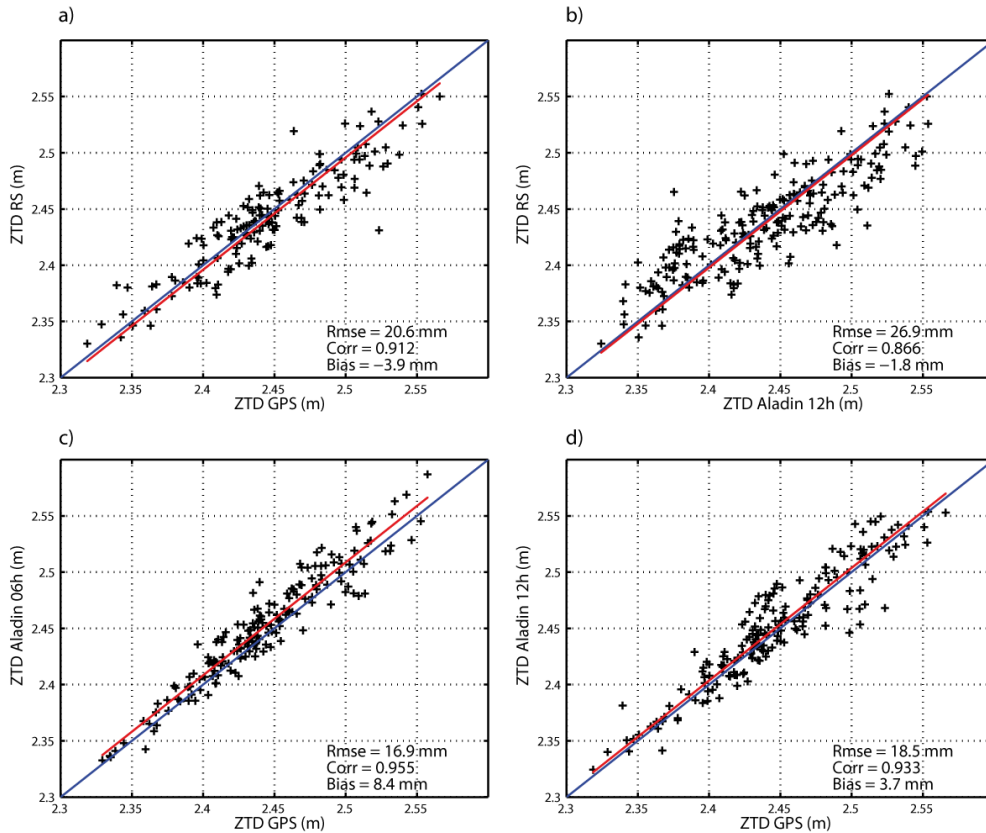 a)
2.55
2.5
2.45
2.4
2.35
2.3
ZTD RS (m)
Rmse = 20.6 mm
Corr = 0.912
Bias = −3.9 mm
2.3 2.35 2.4 2.45 2.5 2.55
ZTD GPS (m)
b)
2.55
2.5
2.45
2.4
2.35
2.3
ZTD RS (m)
Rmse = 26.9 mm
Corr = 0.866
Bias = −1.8 mm
2.3 2.35 2.4 2.45 2.5 2.55
ZTD Aladin 12h (m)
c)
2.55
2.5
2.45
2.4
2.35
2.3
ZTD Aladin 06h (m)
Rmse = 16.9 mm
Corr = 0.955
Bias = 8.4 mm
2.3 2.35 2.4 2.45 2.5 2.55
ZTD GPS (m)
d)
2.55
2.5
2.45
2.4
2.35
2.3
ZTD Aladin 12h (m)
Rmse = 18.5 mm
Corr = 0.933
Bias = 3.7 mm
2.3 2.35 2.4 2.45 2.5 2.55
ZTD GPS (m)